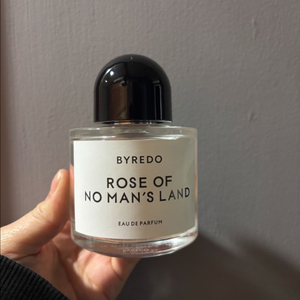 BYREDO
ROSE OF
NO MAN'S LAND
EAU DE PARFUM